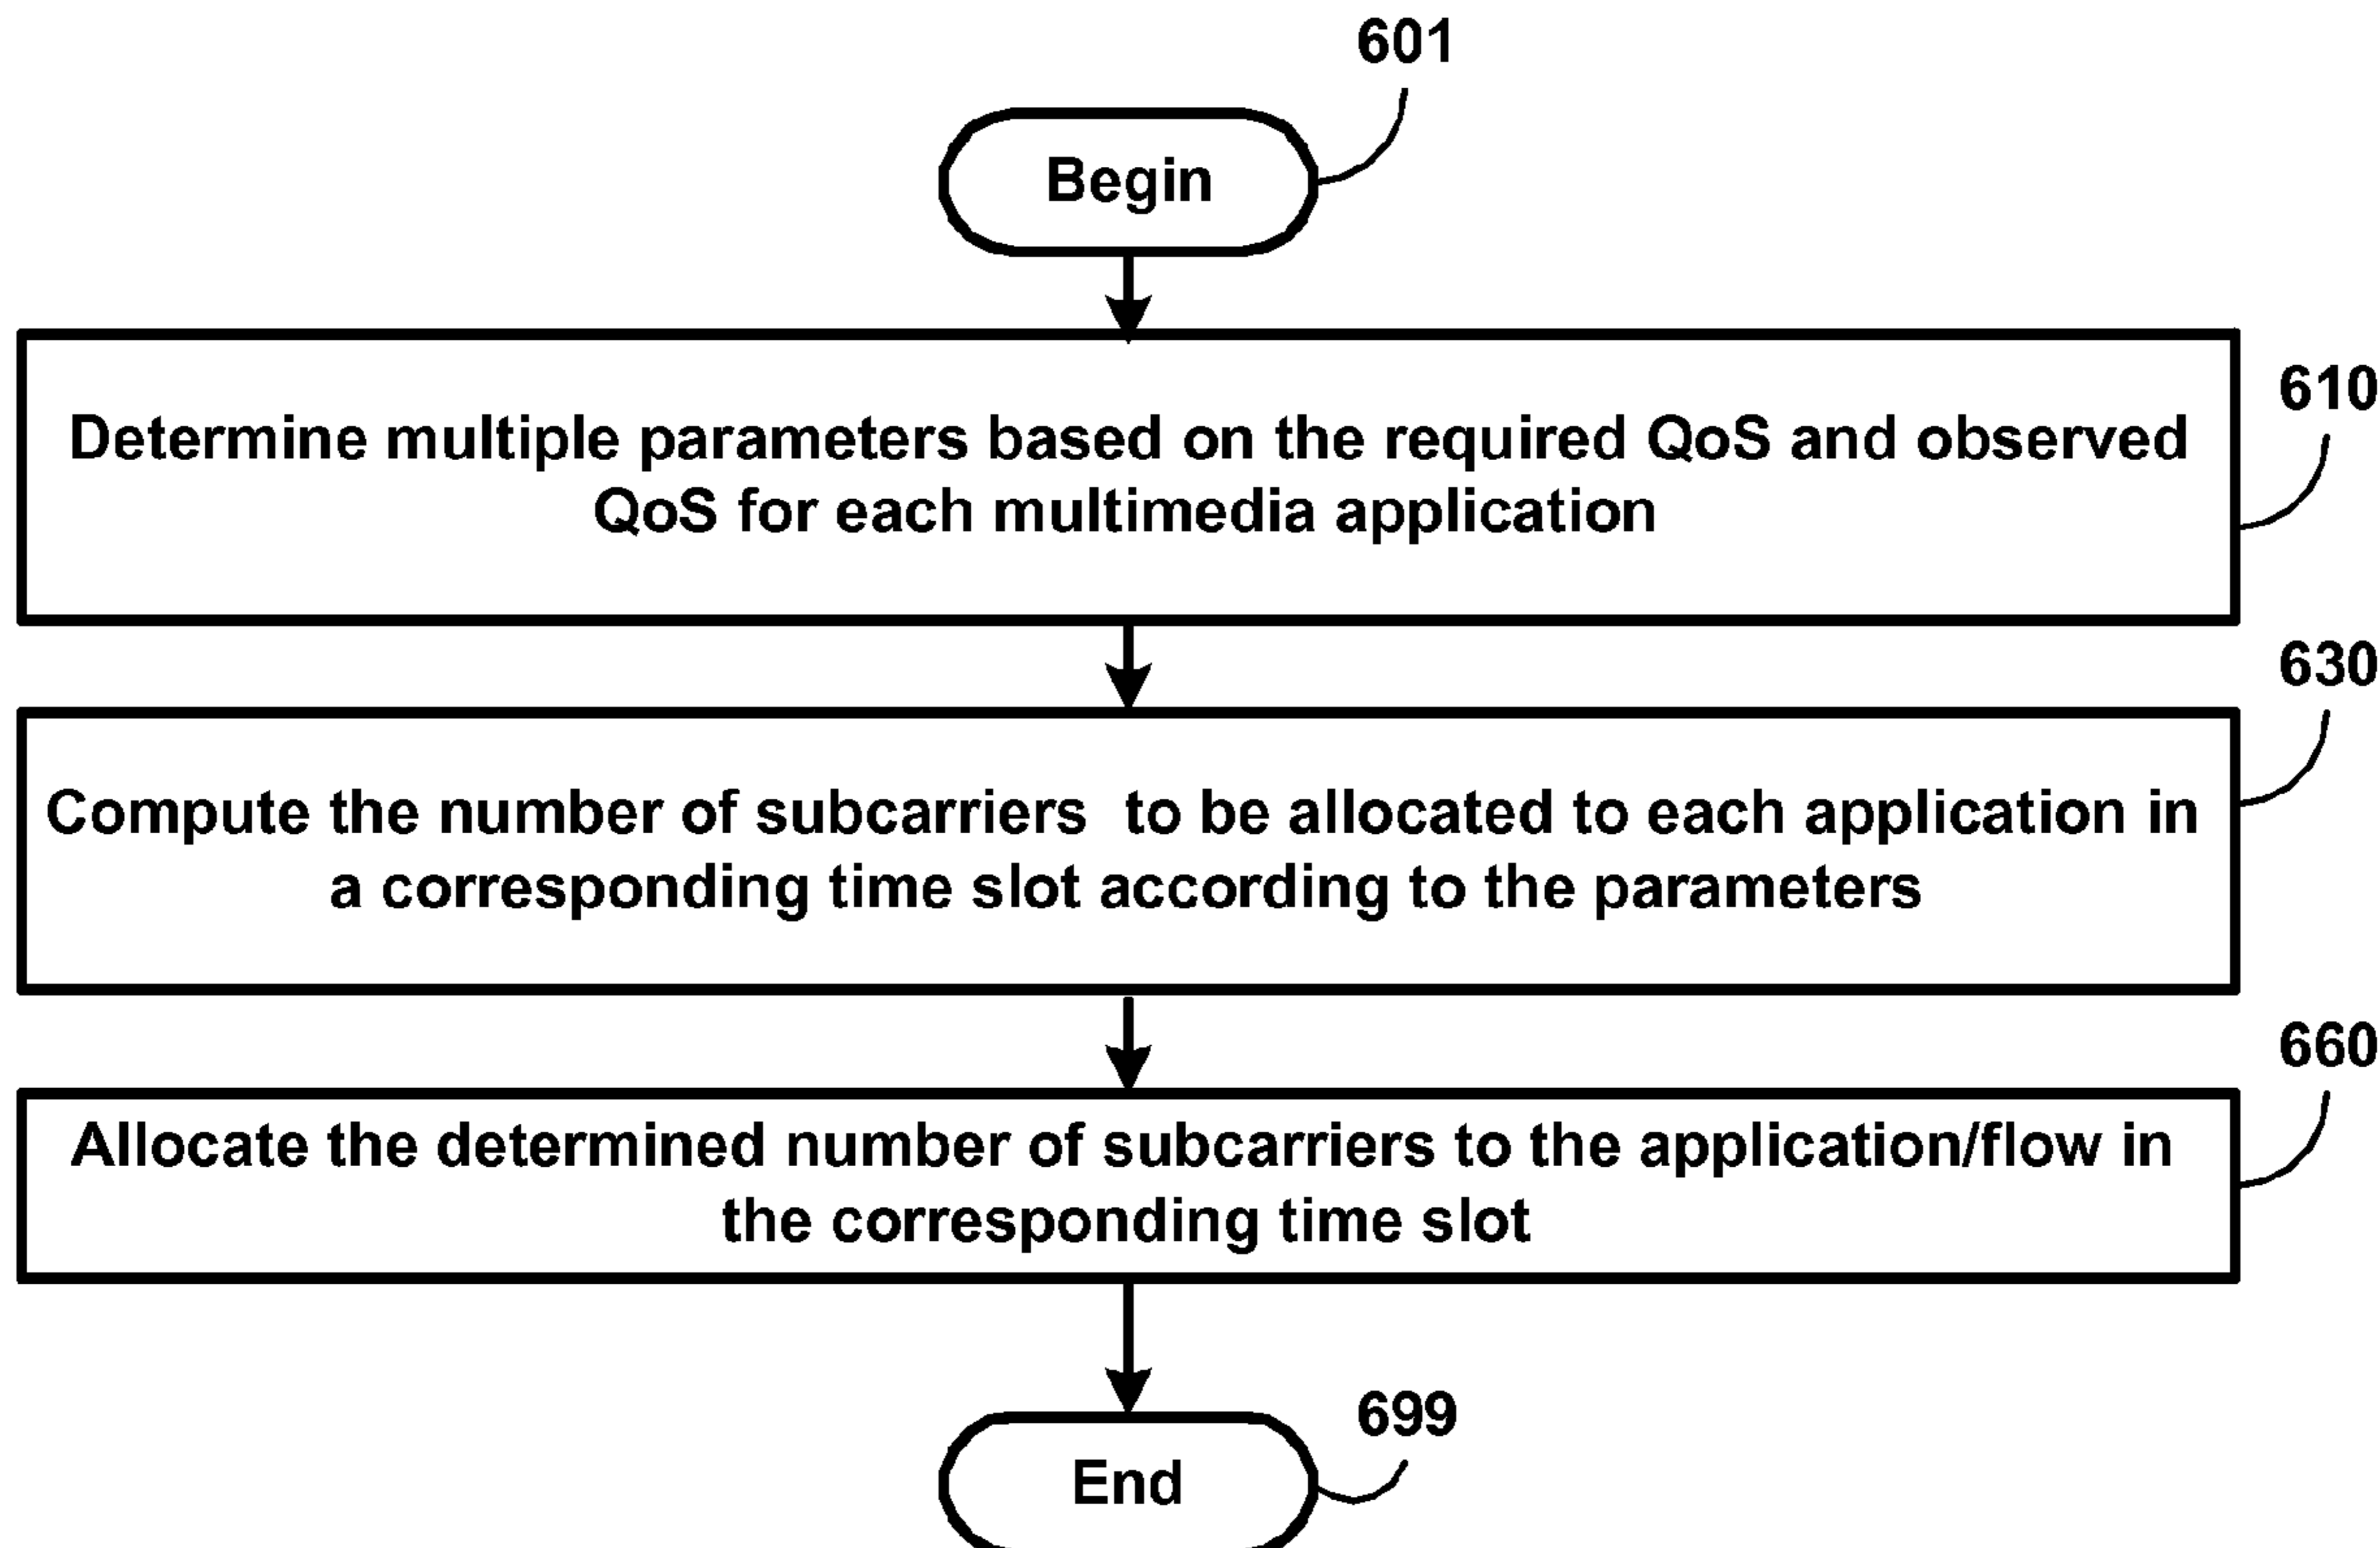 601
Begin
610
Determine multiple parameters based on the required QoS and observed
QoS for each multimedia application
630
Compute the number of subcarriers to be allocated to each application in
a corresponding time slot according to the parameters
660
Allocate the determined number of subcarriers to the application/flow in
the corresponding time slot
699
End